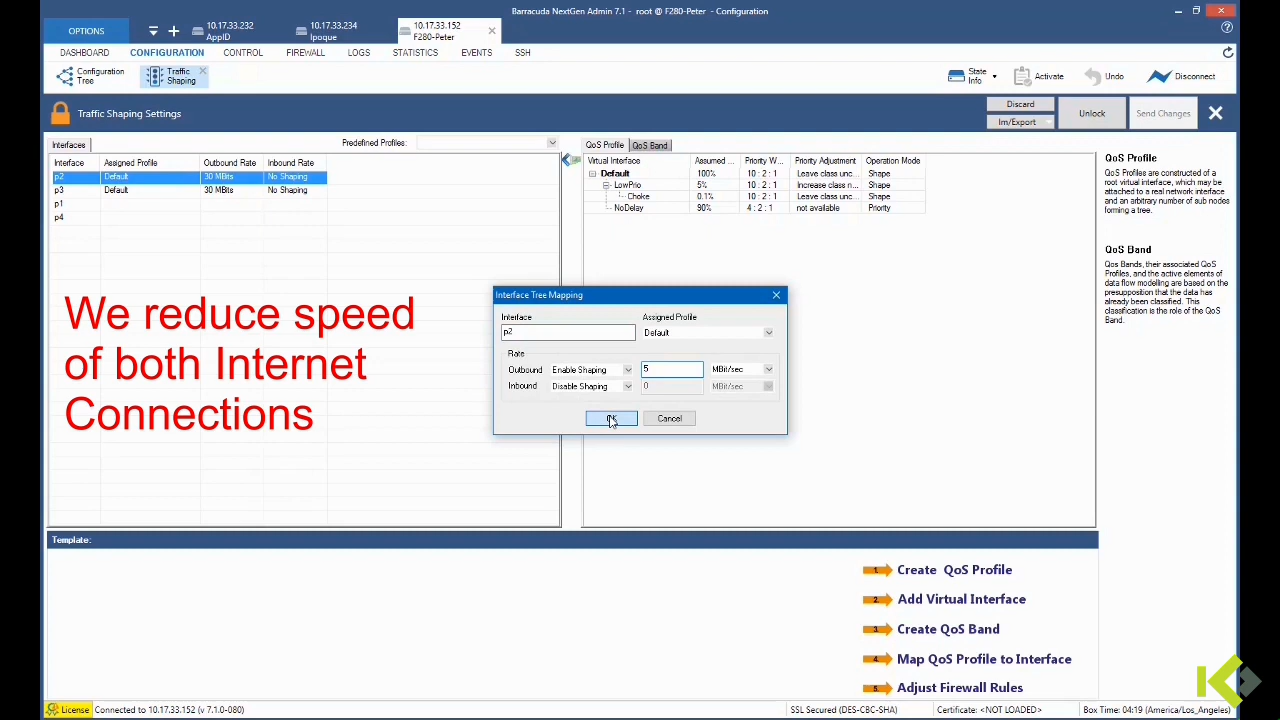 Barracuda NextGen Admin 7.1 - root @ F280-Peter - Configuration
OPTIONS
10.17.33.232
AppID
10.17.33.234
Ipoque
10.17.33.152
F280-Peter
DASHBOARD CONFIGURATION CONTROL FIREWALL LOGS STATISTICS EVENTS SSH
Configuration
Tree
Traffic
Shaping
State
Info
Activate
Undo
Disconnect
Traffic Shaping Settings
Discard
Im/Export
Unlock
Send Changes
Interfaces
Predefined Profiles:
Interface Assigned Profile Outbound Rate Inbound Rate
p2 Default 30 MBits No Shaping
p3 Default 30 MBits No Shaping
p1
p4
QoS Profile QoS Band
Virtual Interface Assumed ... Priority W... Priority Adjustment Operation Mode
Default 100% 10 : 2 : 1 Leave class unc... Shape
LowPrio 5% 10 : 2 : 1 Increase class n... Shape
Choke 0.1% 10 : 2 : 1 Leave class unc... Shape
NoDelay 90% 4 : 2 : 1 not available Priority
QoS Profile
QoS Profiles are constructed of
a root virtual interface, which may be
attached to a real network interface
and an arbitrary number of sub nodes
forming a tree.
QoS Band
Qos Bands, their associated QoS
Profiles, and the active elements of
data flow modelling are based on the
presupposition that the data has
already been classified. This
classification is the role of the QoS
Band.
We reduce speed
of both Internet
Connections
Interface Tree Mapping
Interface Assigned Profile
p2 Default
Rate
Outbound Enable Shaping 5 MBit/sec
Inbound Disable Shaping 0 MBit/sec
OK Cancel
Template:
1. Create QoS Profile
2. Add Virtual Interface
3. Create QoS Band
4. Map QoS Profile to Interface
5. Adjust Firewall Rules
License Connected to 10.17.33.152 (v 7.1.0-080) SSL Secured (DES-CBC-SHA) Certificate: <NOT LOADED> Box Time: 04:19 (America/Los_Angeles)